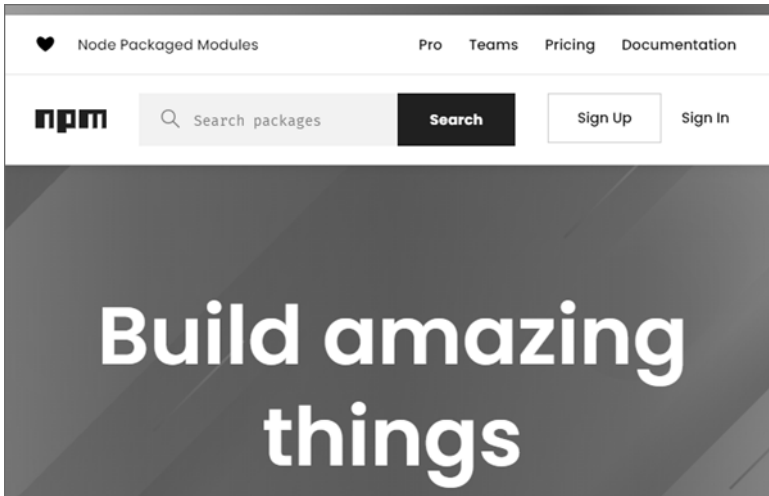 Node Packaged Modules Pro Teams Pricing Documentation
npm Search packages Search Sign Up Sign In
Build amazing
things